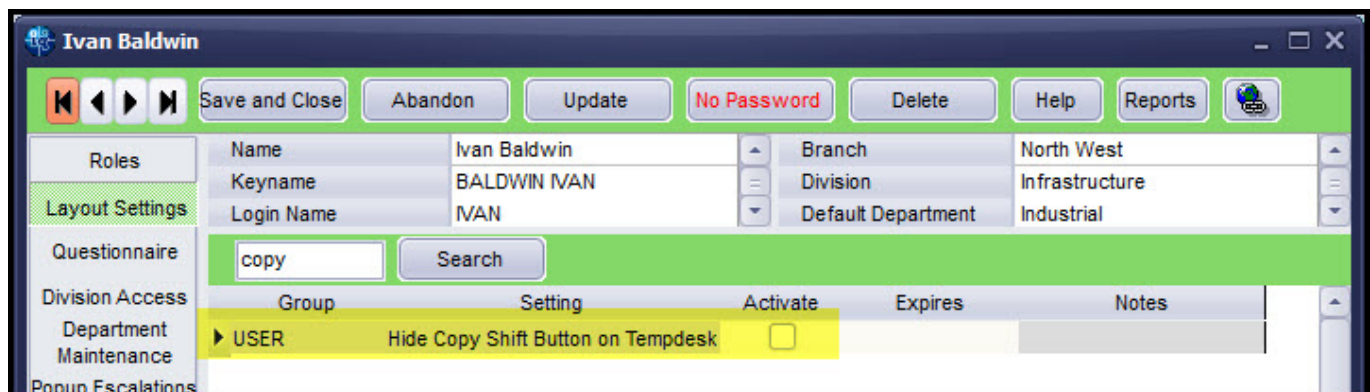 Ivan Baldwin
Save and Close Abandon Update No Password Delete Help Reports
Roles
Layout Settings
Questionnaire
Division Access
Department
Maintenance
Popup Escalations
Name Ivan Baldwin Branch North West
Keyname BALDWIN IVAN Division Infrastructure
Login Name IVAN Default Department Industrial
copy Search
Group Setting Activate Expires Notes
USER Hide Copy Shift Button on Tempdesk